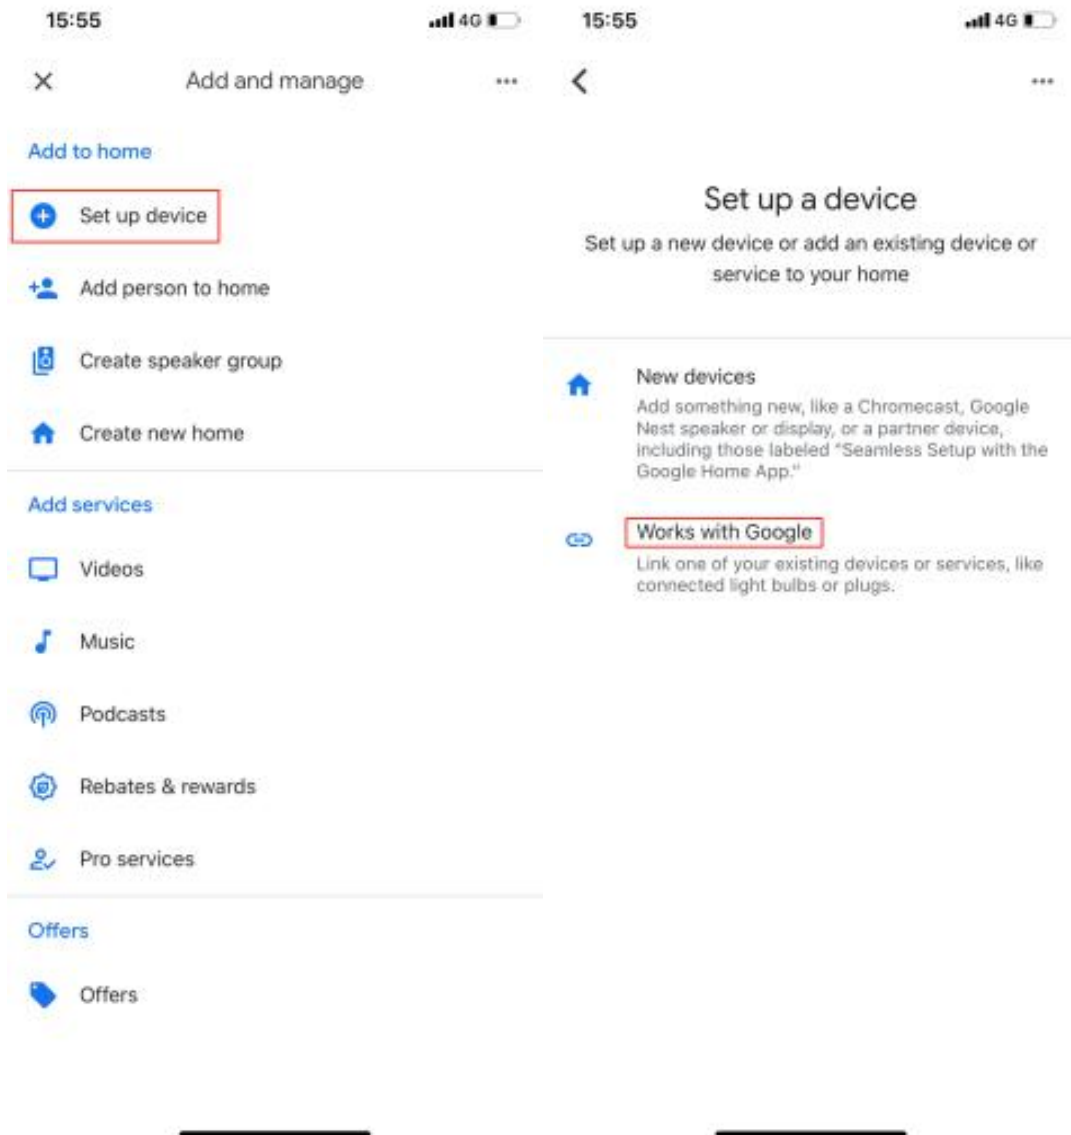 15:55
4G
Add and manage
Add to home
Set up device
Add person to home
Create speaker group
Create new home
Add services
Videos
Music
Podcasts
Rebates & rewards
Pro services
Offers
Offers
15:55
4G
Set up a device
Set up a new device or add an existing device or
service to your home
New devices
Add something new, like a Chromecast, Google
Nest speaker or display, or a partner device,
including those labeled "Seamless Setup with the
Google Home App."
Works with Google
Link one of your existing devices or services, like
connected light bulbs or plugs.